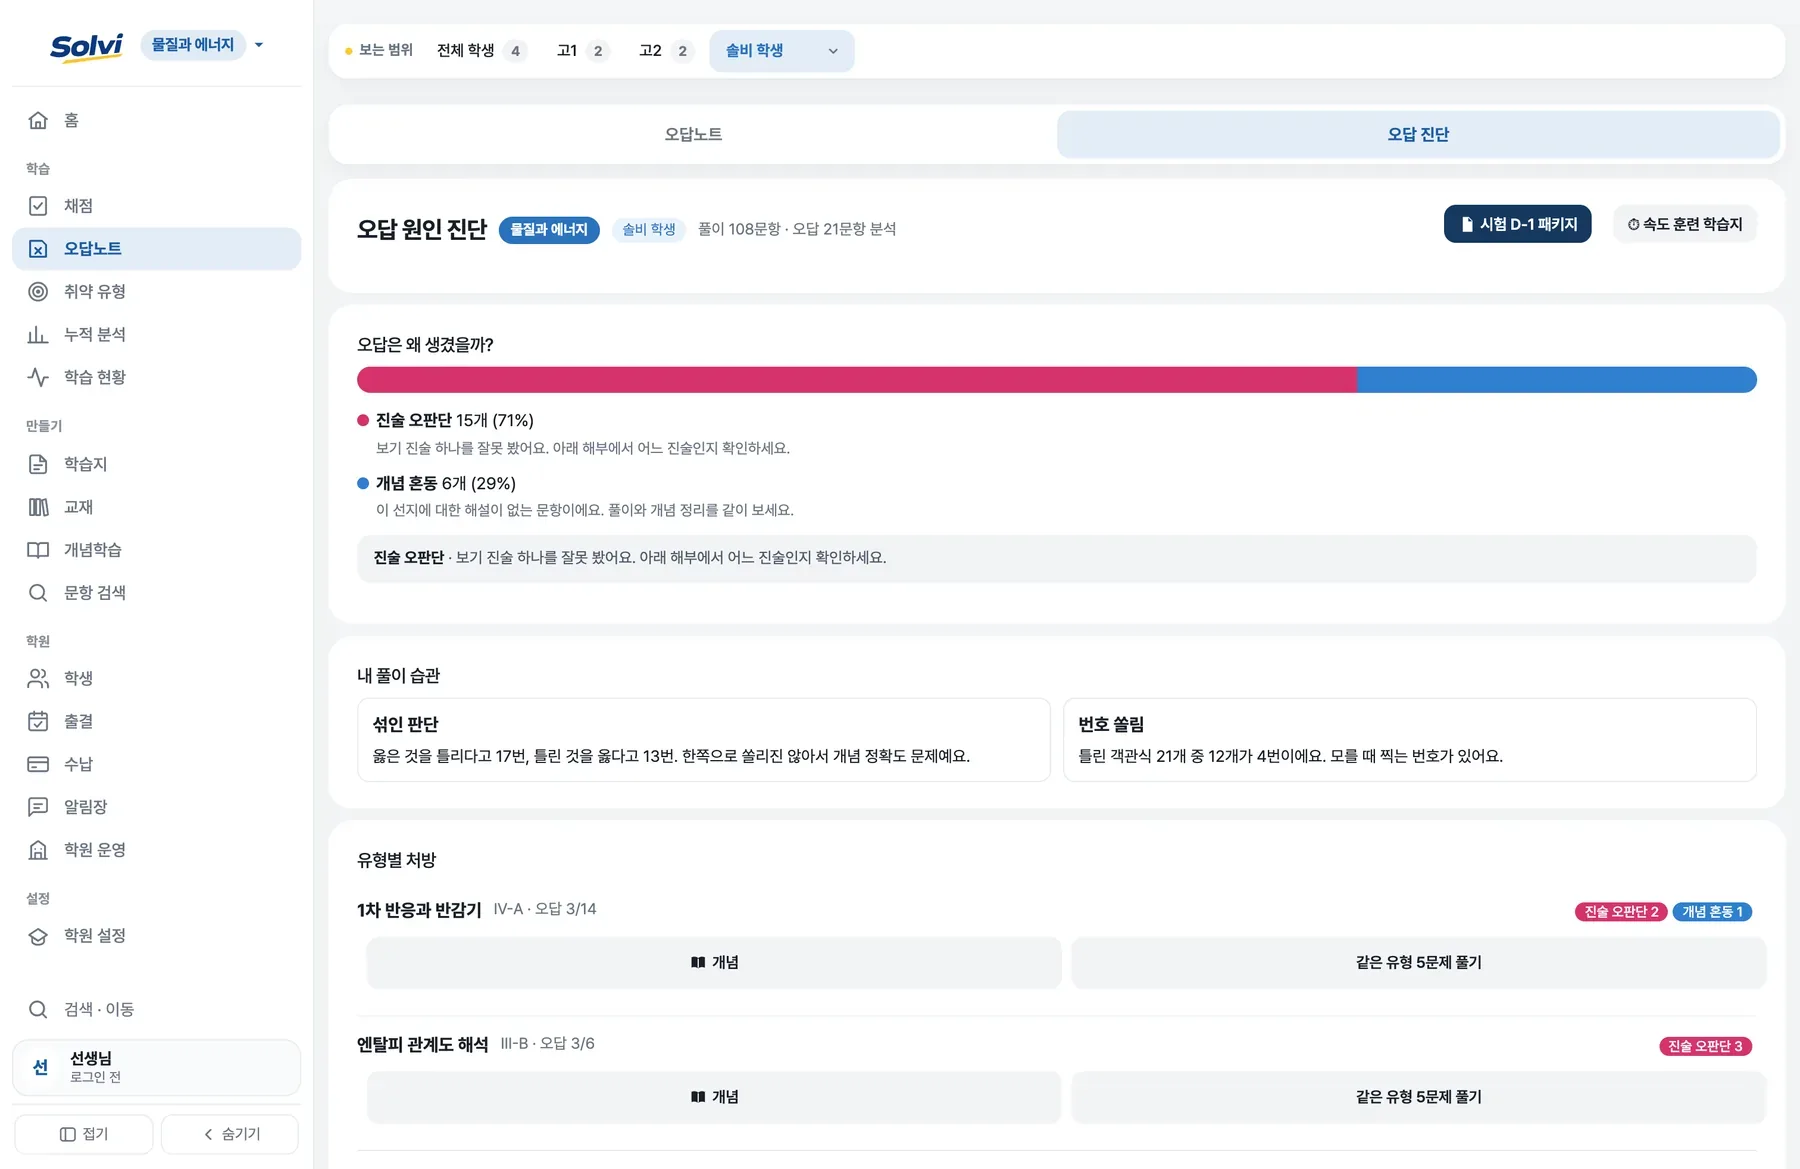 Solvi 물질과 에너지
홈
학습
채점
오답노트
취약 유형
누적 분석
학습 현황
만들기
학습지
교재
개념학습
문항 검색
학원
학생
출결
수납
알림장
학원 운영
설정
학원 설정
검색 · 이동
선 선생님
로그인 전
접기 숨기기
보는 범위 전체 학생 4 고1 2 고2 2 솔비 학생
오답노트 오답 진단
오답 원인 진단 물질과 에너지 솔비 학생 풀이 108문항 · 오답 21문항 분석 시험 D-1 패키지 속도 훈련 학습지
오답은 왜 생겼을까?
진술 오판단 15개 (71%)
보기 진술 하나를 잘못 봤어요. 아래 해부에서 어느 진술인지 확인하세요.
개념 혼동 6개 (29%)
이 선지에 대한 해설이 없는 문항이에요. 풀이와 개념 정리를 같이 보세요.
진술 오판단 · 보기 진술 하나를 잘못 봤어요. 아래 해부에서 어느 진술인지 확인하세요.
내 풀이 습관
섞인 판단
옳은 것을 틀리다고 17번, 틀린 것을 옳다고 13번. 한쪽으로 쏠리진 않아서 개념 정확도 문제예요.
번호 쏠림
틀린 객관식 21개 중 12개가 4번이에요. 모를 때 찍는 번호가 있어요.
유형별 처방
1차 반응과 반감기 IV-A · 오답 3/14 진술 오판단 2 개념 혼동 1
개념 같은 유형 5문제 풀기
엔탈피 관계도 해석 III-B · 오답 3/6 진술 오판단 3
개념 같은 유형 5문제 풀기